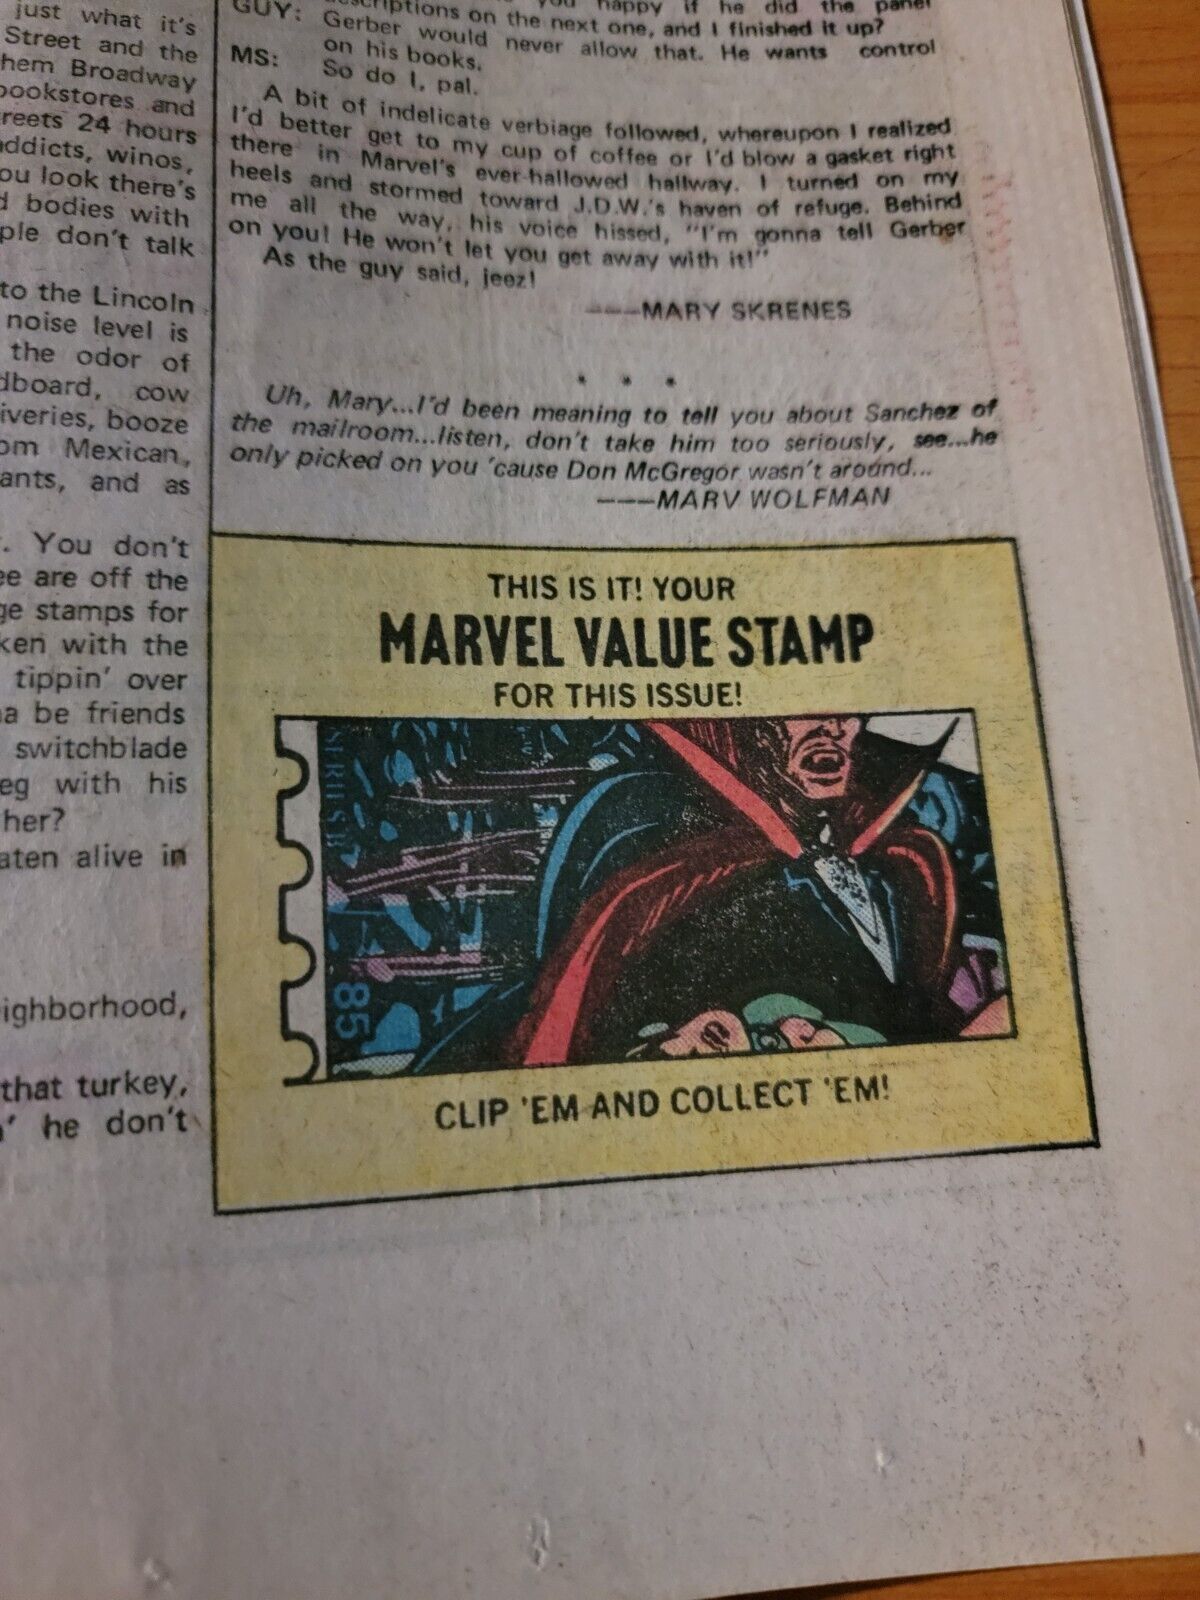 just what it's
Street and the
them Broadway
bookstores and
reets 24 hours
addicts, winos,
ou look there's
d bodies with
ple don't talk
to the Lincoln
noise level is
the odor of
dboard, cow
iveries, booze
om Mexican,
ants, and as
You don't
ee are off the
ge stamps for
ken with the
tippin' over
a be friends
switchblade
eg with his
her?
aten alive in
eighborhood,
that turkey,
he don't
you happy if he did the panel
descriptions on the next one, and I finished it up?
GUY: Gerber would never allow that. He wants control
on his books.
MS: So do I, pal.
A bit of indelicate verbiage followed, whereupon I realized
I'd better get to my cup of coffee or I'd blow a gasket right
there in Marvel's ever-hallowed hallway. I turned on my
heels and stormed toward J.D.W.'s haven of refuge. Behind
me all the way, his voice hissed, "I'm gonna tell Gerber
on you! He won't let you get away with it!"
As the guy said, jeez!
---MARY SKRENES
* * *
Uh, Mary...I'd been meaning to tell you about Sanchez of
the mailroom...listen, don't take him too seriously, see...he
only picked on you 'cause Don McGregor wasn't around...
---MARV WOLFMAN
THIS IS IT! YOUR
MARVEL VALUE STAMP
FOR THIS ISSUE!
SERIES B
85
CLIP 'EM AND COLLECT 'EM!